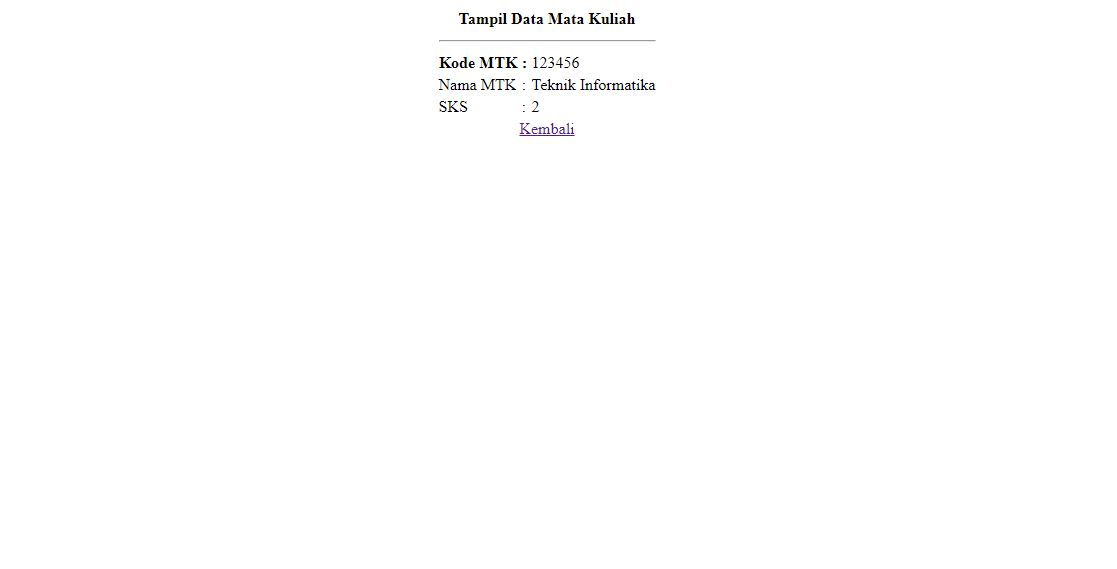 Tampil Data Mata Kuliah
Kode MTK : 123456
Nama MTK : Teknik Informatika
SKS : 2
Kembali